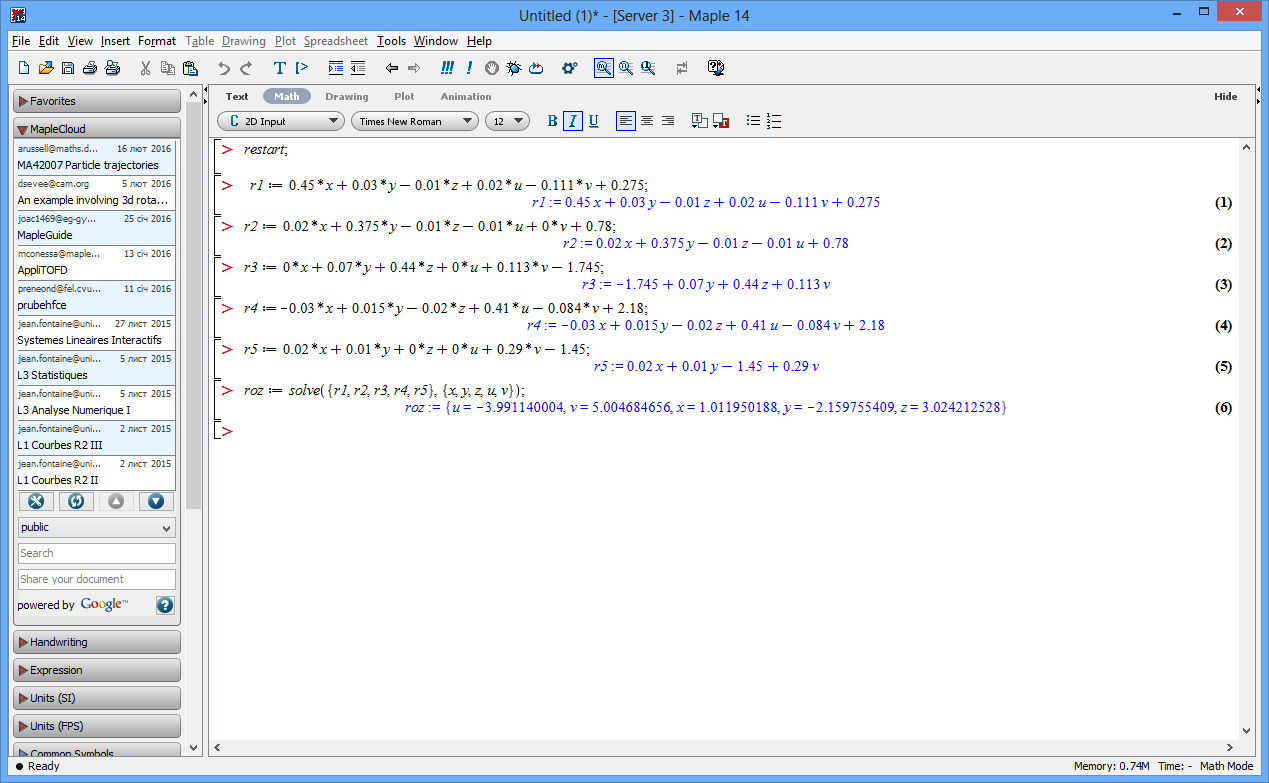 Untitled (1)* - [Server 3] - Maple 14
File Edit View Insert Format Table Drawing Plot Spreadsheet Tools Window Help
Favorites
MapleCloud
arussell@maths.d... 16 лют 2016
MA42007 Particle trajectories
dsevee@cam.org 5 лют 2016
An example involving 3d rota...
joac1469@eg-gy... 25 січ 2016
MapleGuide
mconessa@maple... 13 січ 2016
AppliTOFD
preneond@fel.cvu... 11 січ 2016
prubehfce
jean.fontaine@uni... 27 лист 2015
Systemes Lineaires Interactifs
jean.fontaine@uni... 5 лист 2015
L3 Statistiques
jean.fontaine@uni... 5 лист 2015
L3 Analyse Numerique I
jean.fontaine@uni... 2 лист 2015
L1 Courbes R2 III
jean.fontaine@uni... 2 лист 2015
L1 Courbes R2 II
public
Search
Share your document
powered by Google™
Handwriting
Expression
Units (SI)
Units (FPS)
Common Symbols
Text Math Drawing Plot Animation Hide
C 2D Input Times New Roman 12 B I U
> restart;
> r1 := 0.45*x + 0.03*y − 0.01*z + 0.02*u − 0.111*v + 0.275;
r1 := 0.45 x + 0.03 y − 0.01 z + 0.02 u − 0.111 v + 0.275 (1)
> r2 := 0.02*x + 0.375*y − 0.01*z − 0.01*u + 0*v + 0.78;
r2 := 0.02 x + 0.375 y − 0.01 z − 0.01 u + 0.78 (2)
> r3 := 0*x + 0.07*y + 0.44*z + 0*u + 0.113*v − 1.745;
r3 := −1.745 + 0.07 y + 0.44 z + 0.113 v (3)
> r4 := −0.03*x + 0.015*y − 0.02*z + 0.41*u − 0.084*v + 2.18;
r4 := −0.03 x + 0.015 y − 0.02 z + 0.41 u − 0.084 v + 2.18 (4)
> r5 := 0.02*x + 0.01*y + 0*z + 0*u + 0.29*v − 1.45;
r5 := 0.02 x + 0.01 y − 1.45 + 0.29 v (5)
> roz := solve({r1, r2, r3, r4, r5}, {x, y, z, u, v});
roz := {u = −3.991140004, v = 5.004684656, x = 1.011950188, y = −2.159755409, z = 3.024212528} (6)
>
Ready Memory: 0.74M Time: - Math Mode